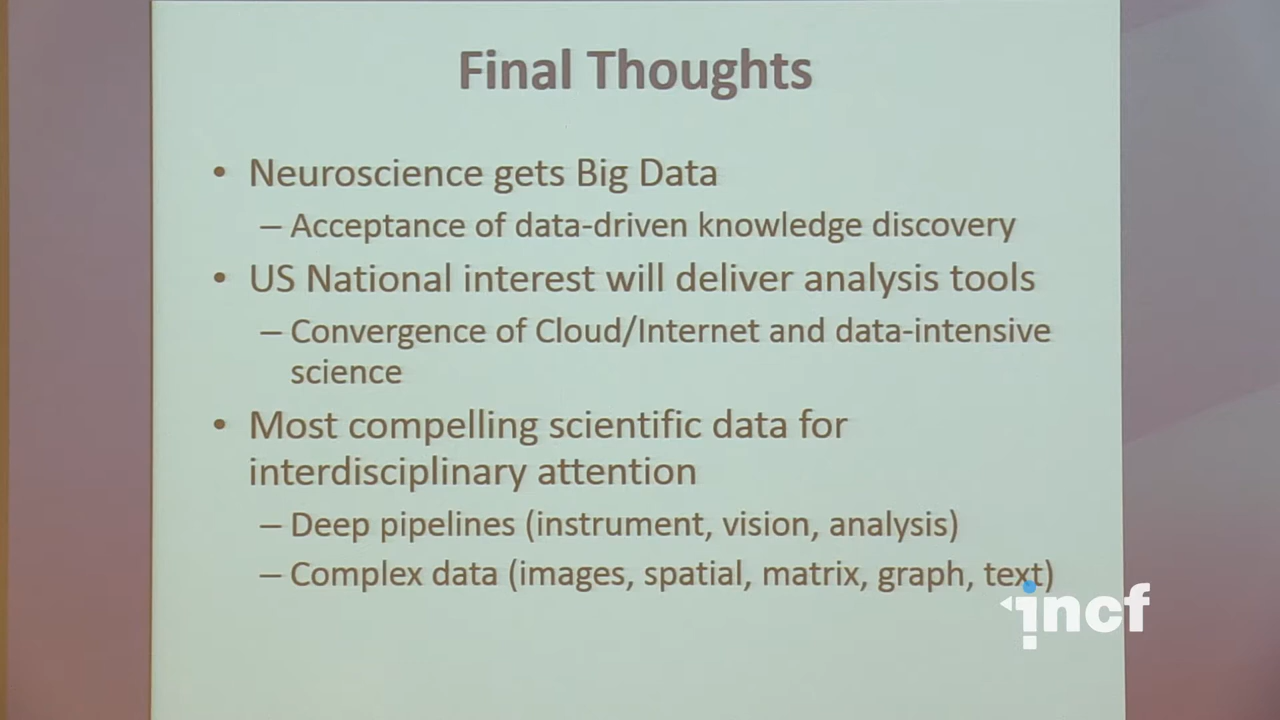 Final Thoughts
• Neuroscience gets Big Data
– Acceptance of data-driven knowledge discovery
• US National interest will deliver analysis tools
– Convergence of Cloud/Internet and data-intensive
science
• Most compelling scientific data for
interdisciplinary attention
– Deep pipelines (instrument, vision, analysis)
– Complex data (images, spatial, matrix, graph, text)
incf